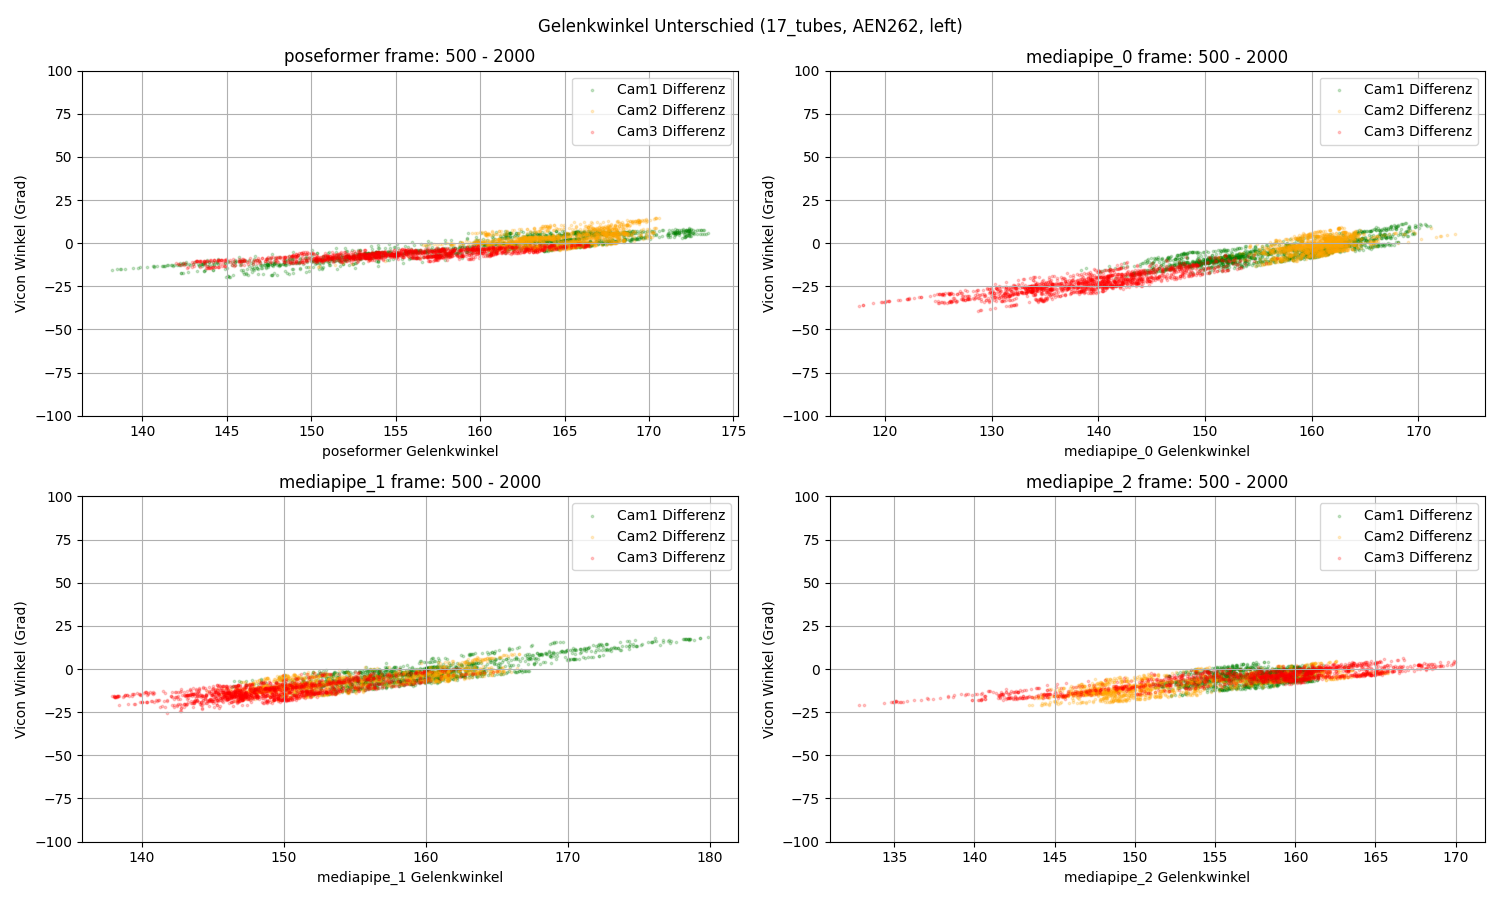 Gelenkwinkel Unterschied (17_tubes, AEN262, left)
poseformer frame: 500 - 2000
100
75
50
25
0
−25
−50
−75
−100
Vicon Winkel (Grad)
Cam1 Differenz
Cam2 Differenz
Cam3 Differenz
140 145 150 155 160 165 170 175
poseformer Gelenkwinkel
mediapipe_0 frame: 500 - 2000
100
75
50
25
0
−25
−50
−75
−100
Vicon Winkel (Grad)
Cam1 Differenz
Cam2 Differenz
Cam3 Differenz
120 130 140 150 160 170
mediapipe_0 Gelenkwinkel
mediapipe_1 frame: 500 - 2000
100
75
50
25
0
−25
−50
−75
−100
Vicon Winkel (Grad)
Cam1 Differenz
Cam2 Differenz
Cam3 Differenz
140 150 160 170 180
mediapipe_1 Gelenkwinkel
mediapipe_2 frame: 500 - 2000
100
75
50
25
0
−25
−50
−75
−100
Vicon Winkel (Grad)
Cam1 Differenz
Cam2 Differenz
Cam3 Differenz
135 140 145 150 155 160 165 170
mediapipe_2 Gelenkwinkel